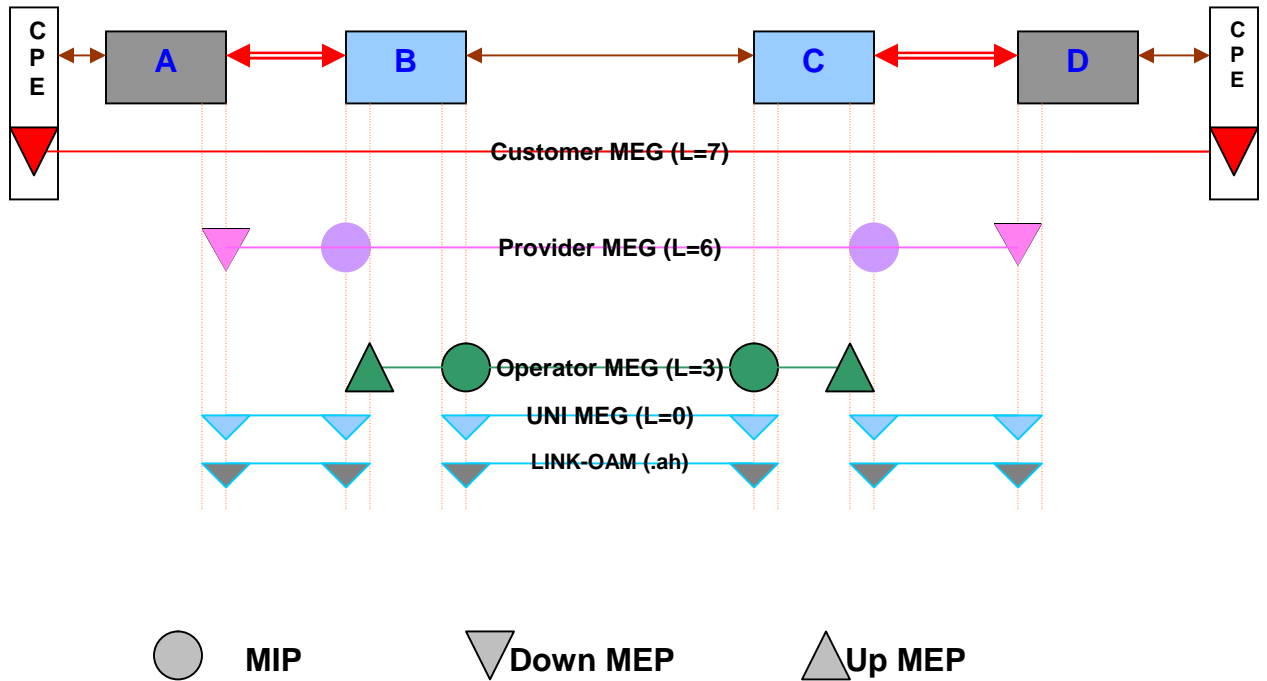 C
P
E
A
B
C
D
C
P
E
Customer MEG (L=7)
Provider MEG (L=6)
Operator MEG (L=3)
UNI MEG (L=0)
LINK-OAM (.ah)
MIP
Down MEP
Up MEP